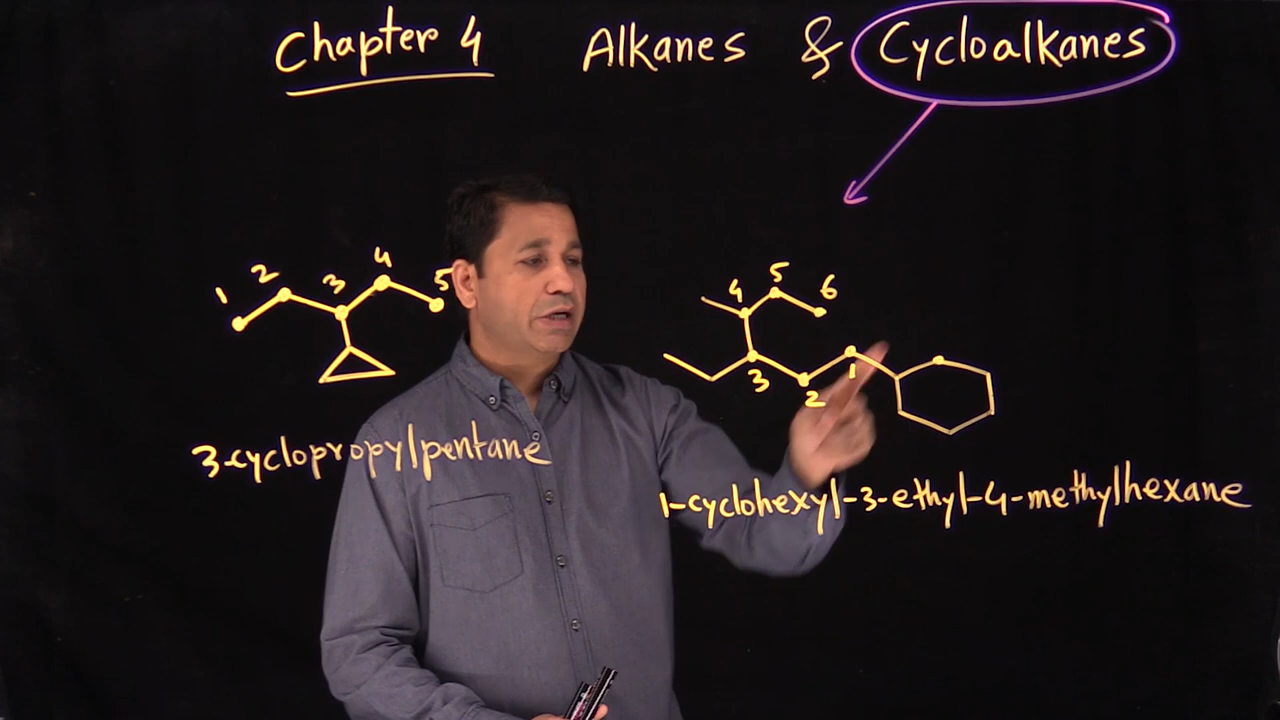 Chapter 4 Alkanes & Cycloalkanes
1 2 3 4 5
4 5 6
3 2 1
3-cyclopropylpentane
1-cyclohexyl-3-ethyl-4-methylhexane